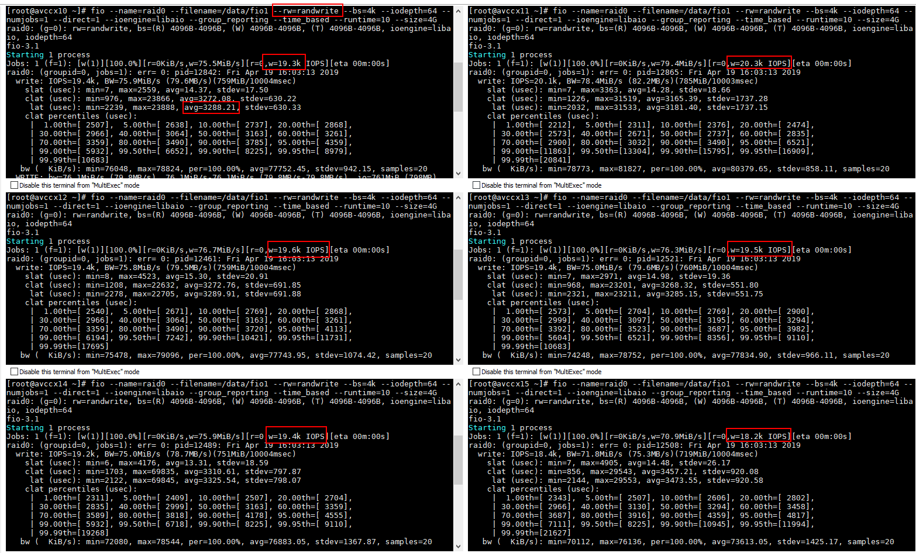 [root@avccx10 ~]# fio --name=raid0 --filename=/data/fio1 --rw=randwrite --bs=4k --iodepth=64 --
numjobs=1 --direct=1 --ioengine=libaio --group_reporting --time_based --runtime=10 --size=4G
raid0: (g=0): rw=randwrite, bs=(R) 4096B-4096B, (W) 4096B-4096B, (T) 4096B-4096B, ioengine=liba
io, iodepth=64
fio-3.1
Starting 1 process
Jobs: 1 (f=1): [w(1)][100.0%][r=0KiB/s,w=75.5MiB/s][r=0,w=19.3k IOPS][eta 00m:00s]
raid0: (groupid=0, jobs=1): err= 0: pid=12842: Fri Apr 19 16:03:13 2019
write: IOPS=19.4k, BW=75.9MiB/s (79.6MB/s)(759MiB/10004msec)
slat (usec): min=7, max=2559, avg=14.37, stdev=17.50
clat (usec): min=976, max=23866, avg=3272.08, stdev=630.22
lat (usec): min=2239, max=23888, avg=3288.21, stdev=630.33
clat percentiles (usec):
| 1.00th=[ 2507], 5.00th=[ 2638], 10.00th=[ 2737], 20.00th=[ 2868],
| 30.00th=[ 2966], 40.00th=[ 3064], 50.00th=[ 3163], 60.00th=[ 3261],
| 70.00th=[ 3359], 80.00th=[ 3490], 90.00th=[ 3785], 95.00th=[ 4359],
| 99.00th=[ 5932], 99.50th=[ 6652], 99.90th=[ 8225], 99.95th=[ 8979],
| 99.99th=[10683]
bw ( KiB/s): min=76048, max=78824, per=100.00%, avg=77752.45, stdev=942.15, samples=20
Disable this terminal from "MultiExec" mode
[root@avccx11 ~]# fio --name=raid0 --filename=/data/fio1 --rw=randwrite --bs=4k --iodepth=64 --
numjobs=1 --direct=1 --ioengine=libaio --group_reporting --time_based --runtime=10 --size=4G
raid0: (g=0): rw=randwrite, bs=(R) 4096B-4096B, (W) 4096B-4096B, (T) 4096B-4096B, ioengine=liba
io, iodepth=64
fio-3.1
Starting 1 process
Jobs: 1 (f=1): [w(1)][100.0%][r=0KiB/s,w=79.4MiB/s][r=0,w=20.3k IOPS][eta 00m:00s]
raid0: (groupid=0, jobs=1): err= 0: pid=12865: Fri Apr 19 16:03:13 2019
write: IOPS=20.1k, BW=78.4MiB/s (82.2MB/s)(785MiB/10004msec)
slat (usec): min=7, max=3363, avg=14.28, stdev=18.66
clat (usec): min=1226, max=31519, avg=3165.39, stdev=1737.28
lat (usec): min=2032, max=31533, avg=3181.40, stdev=1737.15
clat percentiles (usec):
| 1.00th=[ 2212], 5.00th=[ 2311], 10.00th=[ 2376], 20.00th=[ 2474],
| 30.00th=[ 2573], 40.00th=[ 2671], 50.00th=[ 2737], 60.00th=[ 2835],
| 70.00th=[ 2900], 80.00th=[ 3032], 90.00th=[ 3490], 95.00th=[ 6521],
| 99.00th=[11863], 99.50th=[13304], 99.90th=[15795], 99.95th=[16909],
| 99.99th=[20841]
bw ( KiB/s): min=78773, max=81827, per=100.00%, avg=80379.65, stdev=858.11, samples=20
Disable this terminal from "MultiExec" mode
[root@avccx12 ~]# fio --name=raid0 --filename=/data/fio1 --rw=randwrite --bs=4k --iodepth=64 --
numjobs=1 --direct=1 --ioengine=libaio --group_reporting --time_based --runtime=10 --size=4G
raid0: (g=0): rw=randwrite, bs=(R) 4096B-4096B, (W) 4096B-4096B, (T) 4096B-4096B, ioengine=liba
io, iodepth=64
fio-3.1
Starting 1 process
Jobs: 1 (f=1): [w(1)][100.0%][r=0KiB/s,w=76.7MiB/s][r=0,w=19.6k IOPS][eta 00m:00s]
raid0: (groupid=0, jobs=1): err= 0: pid=12461: Fri Apr 19 16:03:13 2019
write: IOPS=19.4k, BW=75.8MiB/s (79.5MB/s)(759MiB/10004msec)
slat (usec): min=8, max=4523, avg=15.30, stdev=20.91
clat (usec): min=1208, max=22632, avg=3272.76, stdev=691.85
lat (usec): min=2278, max=22705, avg=3289.91, stdev=691.88
clat percentiles (usec):
| 1.00th=[ 2540], 5.00th=[ 2671], 10.00th=[ 2769], 20.00th=[ 2868],
| 30.00th=[ 2966], 40.00th=[ 3064], 50.00th=[ 3163], 60.00th=[ 3261],
| 70.00th=[ 3359], 80.00th=[ 3490], 90.00th=[ 3720], 95.00th=[ 4113],
| 99.00th=[ 6194], 99.50th=[ 7242], 99.90th=[10421], 99.95th=[11731],
| 99.99th=[17695]
bw ( KiB/s): min=75478, max=79096, per=100.00%, avg=77743.95, stdev=1074.42, samples=20
Disable this terminal from "MultiExec" mode
[root@avccx13 ~]# fio --name=raid0 --filename=/data/fio1 --rw=randwrite --bs=4k --iodepth=64 --
numjobs=1 --direct=1 --ioengine=libaio --group_reporting --time_based --runtime=10 --size=4G
raid0: (g=0): rw=randwrite, bs=(R) 4096B-4096B, (W) 4096B-4096B, (T) 4096B-4096B, ioengine=liba
io, iodepth=64
fio-3.1
Starting 1 process
Jobs: 1 (f=1): [w(1)][100.0%][r=0KiB/s,w=76.3MiB/s][r=0,w=19.5k IOPS][eta 00m:00s]
raid0: (groupid=0, jobs=1): err= 0: pid=12521: Fri Apr 19 16:03:13 2019
write: IOPS=19.4k, BW=75.0MiB/s (79.6MB/s)(760MiB/10004msec)
slat (usec): min=7, max=2971, avg=14.98, stdev=19.36
clat (usec): min=968, max=23201, avg=3268.32, stdev=551.80
lat (usec): min=2321, max=23211, avg=3285.15, stdev=551.75
clat percentiles (usec):
| 1.00th=[ 2573], 5.00th=[ 2704], 10.00th=[ 2769], 20.00th=[ 2900],
| 30.00th=[ 2999], 40.00th=[ 3097], 50.00th=[ 3195], 60.00th=[ 3294],
| 70.00th=[ 3392], 80.00th=[ 3523], 90.00th=[ 3687], 95.00th=[ 3982],
| 99.00th=[ 5604], 99.50th=[ 6521], 99.90th=[ 8356], 99.95th=[ 9110],
| 99.99th=[10683]
bw ( KiB/s): min=74248, max=78752, per=100.00%, avg=77834.90, stdev=966.11, samples=20
Disable this terminal from "MultiExec" mode
[root@avccx14 ~]# fio --name=raid0 --filename=/data/fio1 --rw=randwrite --bs=4k --iodepth=64 --
numjobs=1 --direct=1 --ioengine=libaio --group_reporting --time_based --runtime=10 --size=4G
raid0: (g=0): rw=randwrite, bs=(R) 4096B-4096B, (W) 4096B-4096B, (T) 4096B-4096B, ioengine=liba
io, iodepth=64
fio-3.1
Starting 1 process
Jobs: 1 (f=1): [w(1)][100.0%][r=0KiB/s,w=75.9MiB/s][r=0,w=19.4k IOPS][eta 00m:00s]
raid0: (groupid=0, jobs=1): err= 0: pid=12489: Fri Apr 19 16:03:13 2019
write: IOPS=19.2k, BW=75.0MiB/s (78.7MB/s)(751MiB/10004msec)
slat (usec): min=6, max=4176, avg=13.31, stdev=18.59
clat (usec): min=1703, max=69835, avg=3310.61, stdev=797.87
lat (usec): min=2122, max=69845, avg=3325.54, stdev=798.07
clat percentiles (usec):
| 1.00th=[ 2311], 5.00th=[ 2409], 10.00th=[ 2507], 20.00th=[ 2704],
| 30.00th=[ 2835], 40.00th=[ 2999], 50.00th=[ 3163], 60.00th=[ 3359],
| 70.00th=[ 3589], 80.00th=[ 3818], 90.00th=[ 4178], 95.00th=[ 4555],
| 99.00th=[ 5932], 99.50th=[ 6718], 99.90th=[ 8225], 99.95th=[ 9110],
| 99.99th=[19268]
bw ( KiB/s): min=72080, max=78544, per=100.00%, avg=76883.05, stdev=1367.87, samples=20
[root@avccx15 ~]# fio --name=raid0 --filename=/data/fio1 --rw=randwrite --bs=4k --iodepth=64 --
numjobs=1 --direct=1 --ioengine=libaio --group_reporting --time_based --runtime=10 --size=4G
raid0: (g=0): rw=randwrite, bs=(R) 4096B-4096B, (W) 4096B-4096B, (T) 4096B-4096B, ioengine=liba
io, iodepth=64
fio-3.1
Starting 1 process
Jobs: 1 (f=1): [w(1)][100.0%][r=0KiB/s,w=70.9MiB/s][r=0,w=18.2k IOPS][eta 00m:00s]
raid0: (groupid=0, jobs=1): err= 0: pid=12508: Fri Apr 19 16:03:13 2019
write: IOPS=18.4k, BW=71.8MiB/s (75.3MB/s)(719MiB/10004msec)
slat (usec): min=7, max=4905, avg=14.48, stdev=26.17
clat (usec): min=856, max=29543, avg=3457.21, stdev=920.08
lat (usec): min=2144, max=29553, avg=3473.55, stdev=920.58
clat percentiles (usec):
| 1.00th=[ 2343], 5.00th=[ 2507], 10.00th=[ 2606], 20.00th=[ 2802],
| 30.00th=[ 2966], 40.00th=[ 3130], 50.00th=[ 3294], 60.00th=[ 3458],
| 70.00th=[ 3687], 80.00th=[ 3916], 90.00th=[ 4359], 95.00th=[ 4817],
| 99.00th=[ 7111], 99.50th=[ 8225], 99.90th=[10945], 99.95th=[11994],
| 99.99th=[21627]
bw ( KiB/s): min=70112, max=76136, per=100.00%, avg=73613.05, stdev=1425.17, samples=20